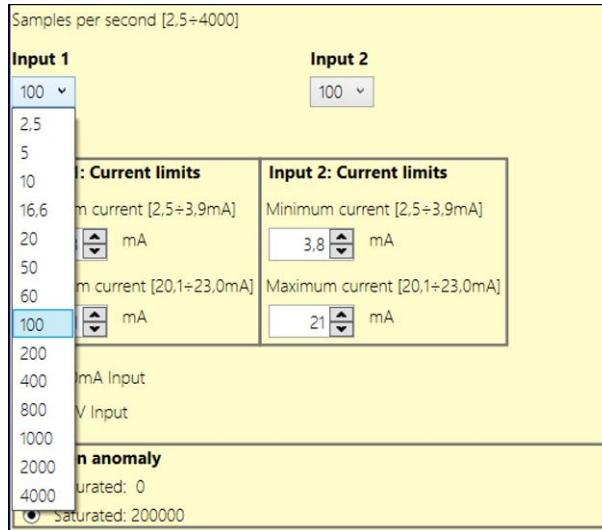 Samples per second [2,5÷4000]
Input 1
Input 2
100
100
2,5
5
10
16,6
20
50
60
100
200
400
800
1000
2000
4000
: Current limits
Input 2: Current limits
m current [2,5÷3,9mA]
Minimum current [2,5÷3,9mA]
mA
3,8 mA
m current [20,1÷23,0mA]
Maximum current [20,1÷23,0mA]
mA
21 mA
mA Input
V Input
n anomaly
urated: 0
Saturated: 200000